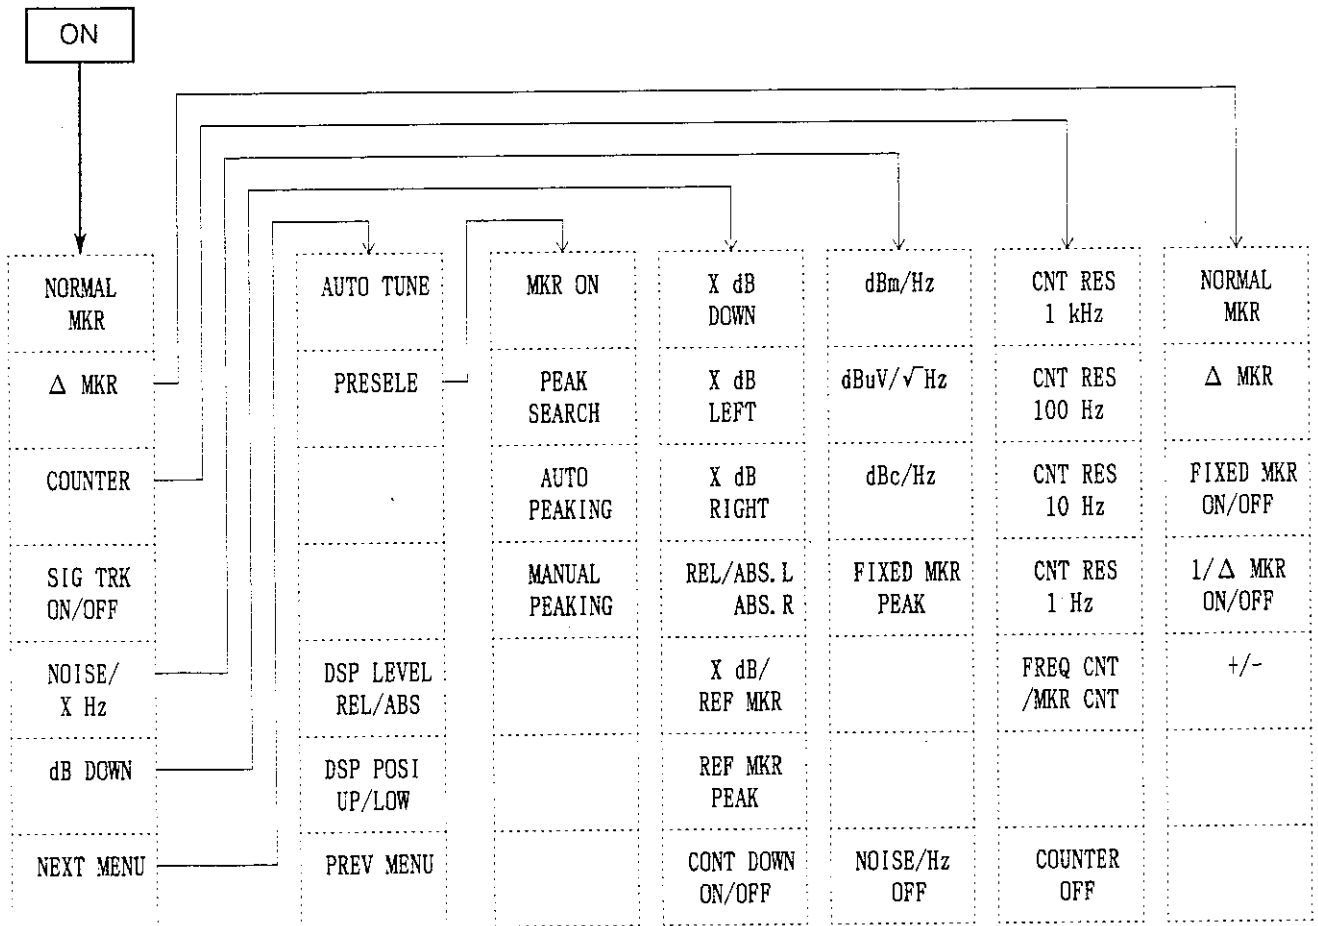 ON
NORMAL
MKR
Δ MKR
COUNTER
SIG TRK
ON/OFF
NOISE/
X Hz
dB DOWN
NEXT MENU
AUTO TUNE
PRESELE
DSP LEVEL
REL/ABS
DSP POSI
UP/LOW
PREV MENU
MKR ON
PEAK
SEARCH
AUTO
PEAKING
MANUAL
PEAKING
X dB
DOWN
X dB
LEFT
X dB
RIGHT
REL/ABS.L
ABS.R
X dB/
REF MKR
REF MKR
PEAK
CONT DOWN
ON/OFF
dBm/Hz
dBuV/√Hz
dBc/Hz
FIXED MKR
PEAK
NOISE/Hz
OFF
CNT RES
1 kHz
CNT RES
100 Hz
CNT RES
10 Hz
CNT RES
1 Hz
FREQ CNT
/MKR CNT
COUNTER
OFF
NORMAL
MKR
Δ MKR
FIXED MKR
ON/OFF
1/Δ MKR
ON/OFF
+/-